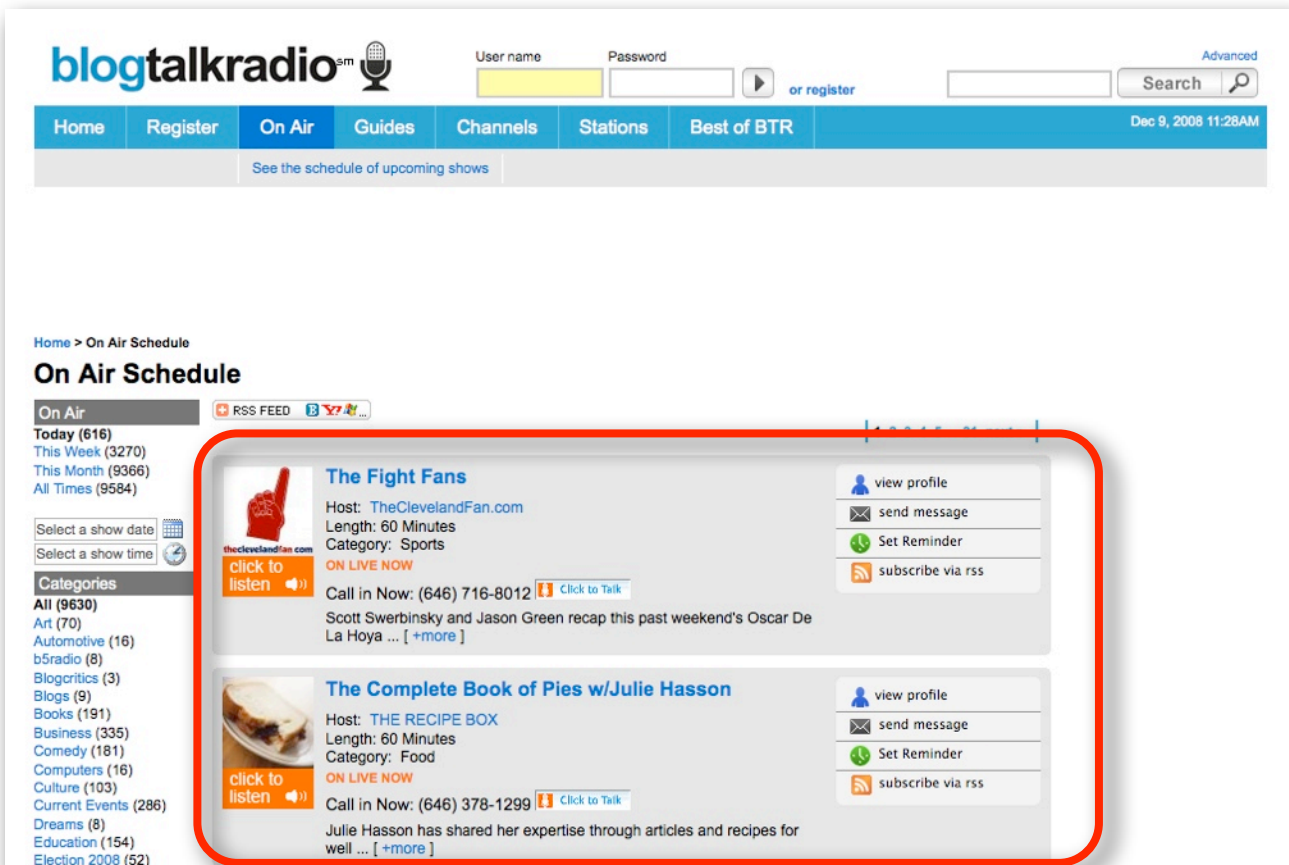 blogtalkradio sm
User name Password Advanced
or register Search
Home Register On Air Guides Channels Stations Best of BTR Dec 9, 2008 11:28AM
See the schedule of upcoming shows
Home > On Air Schedule
On Air Schedule
On Air
Today (616)
This Week (3270)
This Month (9366)
All Times (9584)
Select a show date
Select a show time
Categories
All (9630)
Art (70)
Automotive (16)
b5radio (8)
Blogcritics (3)
Blogs (9)
Books (191)
Business (335)
Comedy (181)
Computers (16)
Culture (103)
Current Events (286)
Dreams (8)
Education (154)
Election 2008 (52)
RSS FEED B Y? ...
theclevelandfan com
click to
listen
The Fight Fans
Host: TheClevelandFan.com
Length: 60 Minutes
Category: Sports
ON LIVE NOW
Call in Now: (646) 716-8012 Click to Talk
Scott Swerbinsky and Jason Green recap this past weekend's Oscar De
La Hoya ... [ +more ]
view profile
send message
Set Reminder
subscribe via rss
click to
listen
The Complete Book of Pies w/Julie Hasson
Host: THE RECIPE BOX
Length: 60 Minutes
Category: Food
ON LIVE NOW
Call in Now: (646) 378-1299 Click to Talk
Julie Hasson has shared her expertise through articles and recipes for
well ... [ +more ]
view profile
send message
Set Reminder
subscribe via rss